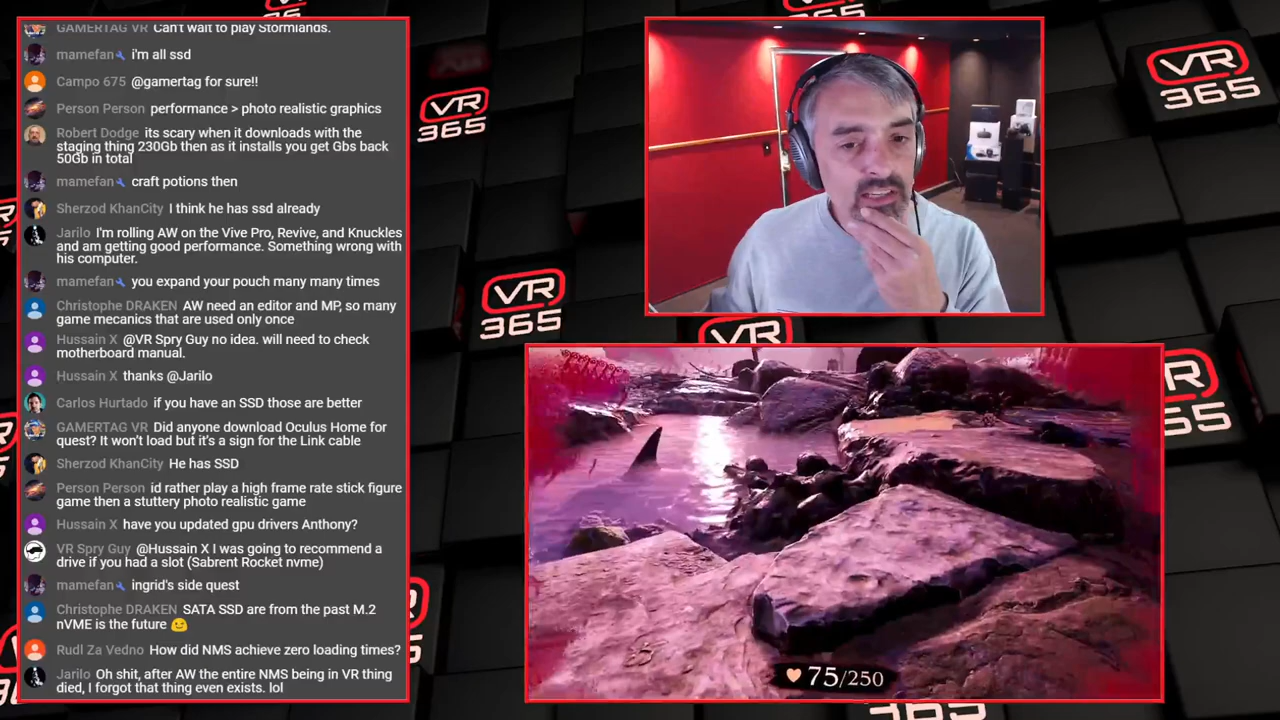 GAMERTAG VR Can't wait to play Stormlands.
mamefan i'm all ssd
Campo 675 @gamertag for sure!!
Person Person performance > photo realistic graphics
Robert Dodge its scary when it downloads with the
staging thing 230Gb then as it installs you get Gbs back
50Gb in total
mamefan craft potions then
Sherzod KhanCity I think he has ssd already
Jarilo I'm rolling AW on the Vive Pro, Revive, and Knuckles
and am getting good performance. Something wrong with
his computer.
mamefan you expand your pouch many many times
Christophe DRAKEN AW need an editor and MP, so many
game mecanics that are used only once
Hussain X @VR Spry Guy no idea. will need to check
motherboard manual.
Hussain X thanks @Jarilo
Carlos Hurtado if you have an SSD those are better
GAMERTAG VR Did anyone download Oculus Home for
quest? It won't load but it's a sign for the Link cable
Sherzod KhanCity He has SSD
Person Person id rather play a high frame rate stick figure
game then a stuttery photo realistic game
Hussain X have you updated gpu drivers Anthony?
VR Spry Guy @Hussain X I was going to recommend a
drive if you had a slot (Sabrent Rocket nvme)
mamefan ingrid's side quest
Christophe DRAKEN SATA SSD are from the past M.2
nVME is the future 😉
Rudl Za Vedno How did NMS achieve zero loading times?
Jarilo Oh shit, after AW the entire NMS being in VR thing
died, I forgot that thing even exists. lol
VR
365
VR
365
VR
365
VR
365
75/250